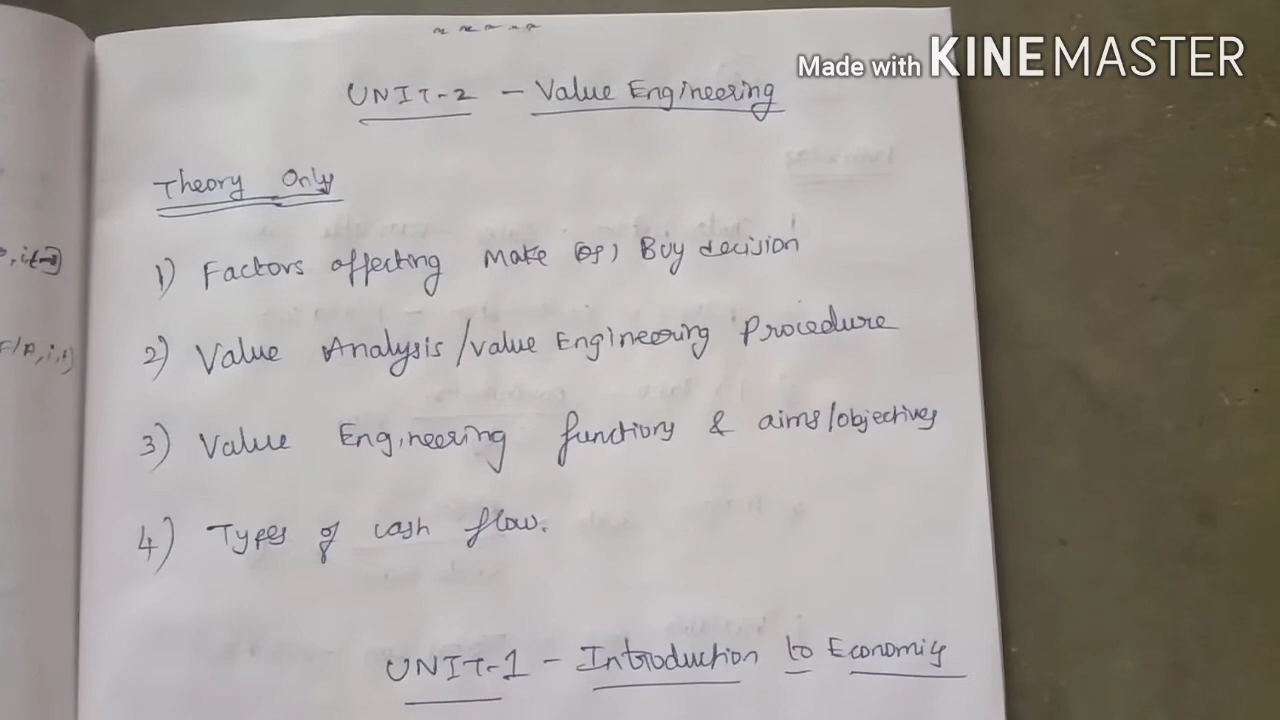 Made with KINEMASTER
UNIT-2 - Value Engineering
Theory Only
1) Factors affecting Make (or) Buy decision
2) Value Analysis/Value Engineering Procedure
3) Value Engineering functions & aims/objectives
4) Types of cash flow.
UNIT-1 - Introduction to Economics